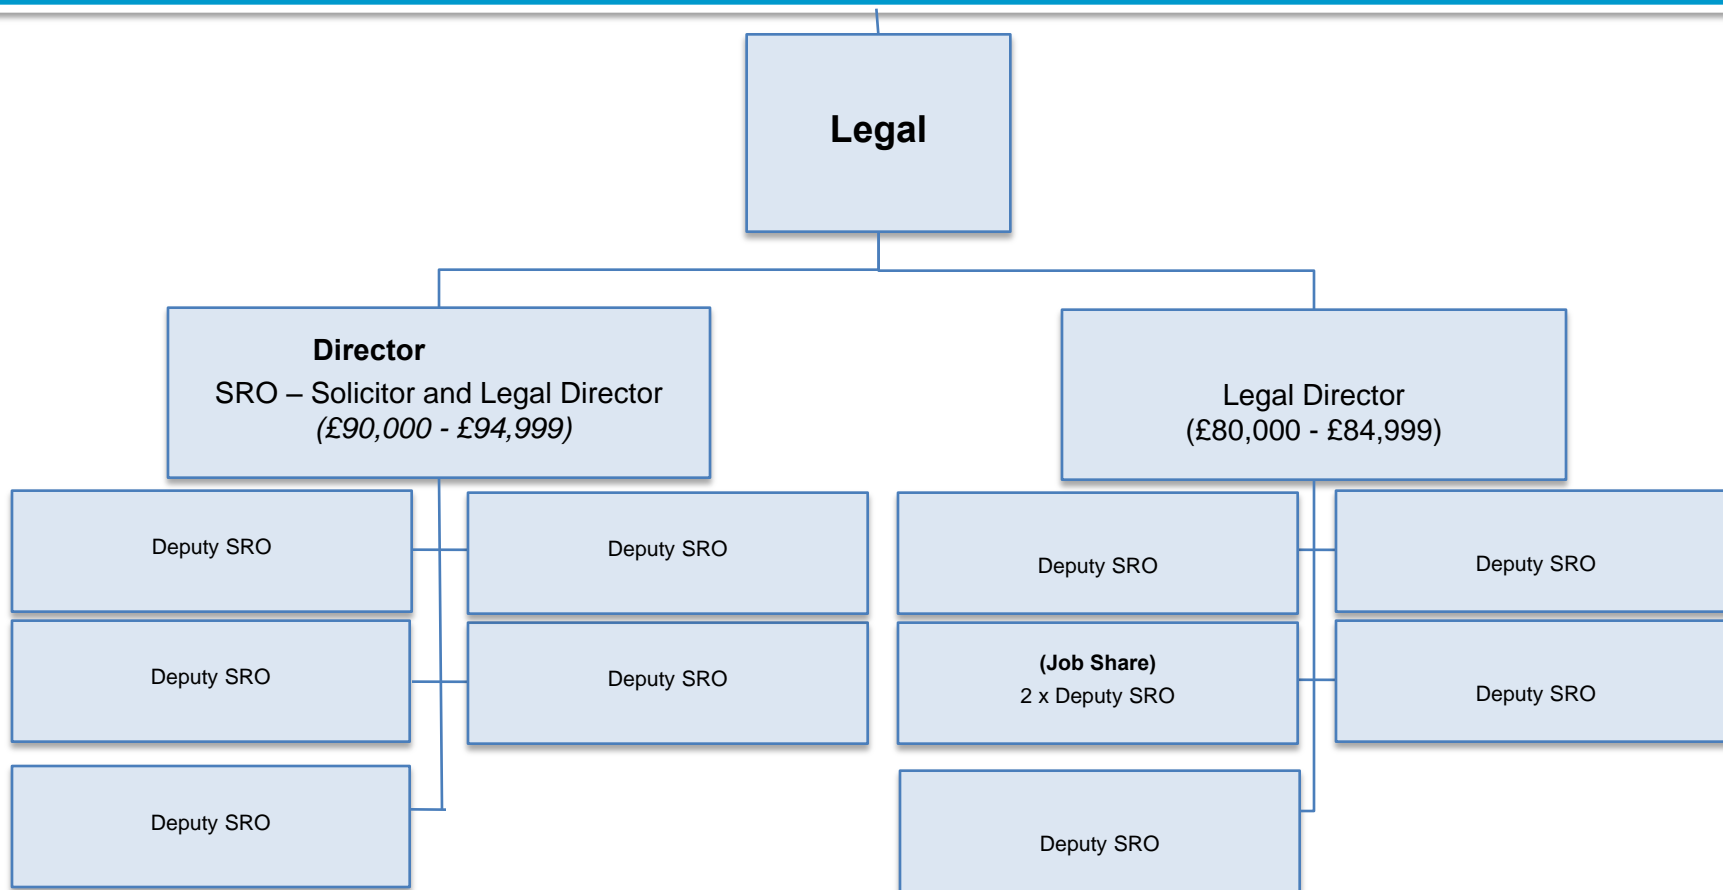 Legal
Director
SRO – Solicitor and Legal Director
(£90,000 - £94,999)
Legal Director
(£80,000 - £84,999)
Deputy SRO
Deputy SRO
Deputy SRO
Deputy SRO
Deputy SRO
Deputy SRO
Deputy SRO
(Job Share)
2 x Deputy SRO
Deputy SRO
Deputy SRO